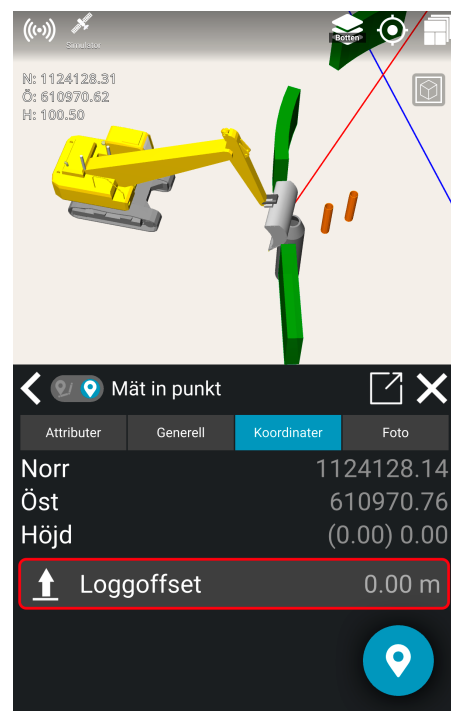 Simulator
Botten
N: 1124128.31
Ö: 610970.62
H: 100.50
Mät in punkt
Attributer Generell Koordinater Foto
Norr 1124128.14
Öst 610970.76
Höjd (0.00) 0.00
Loggoffset 0.00 m